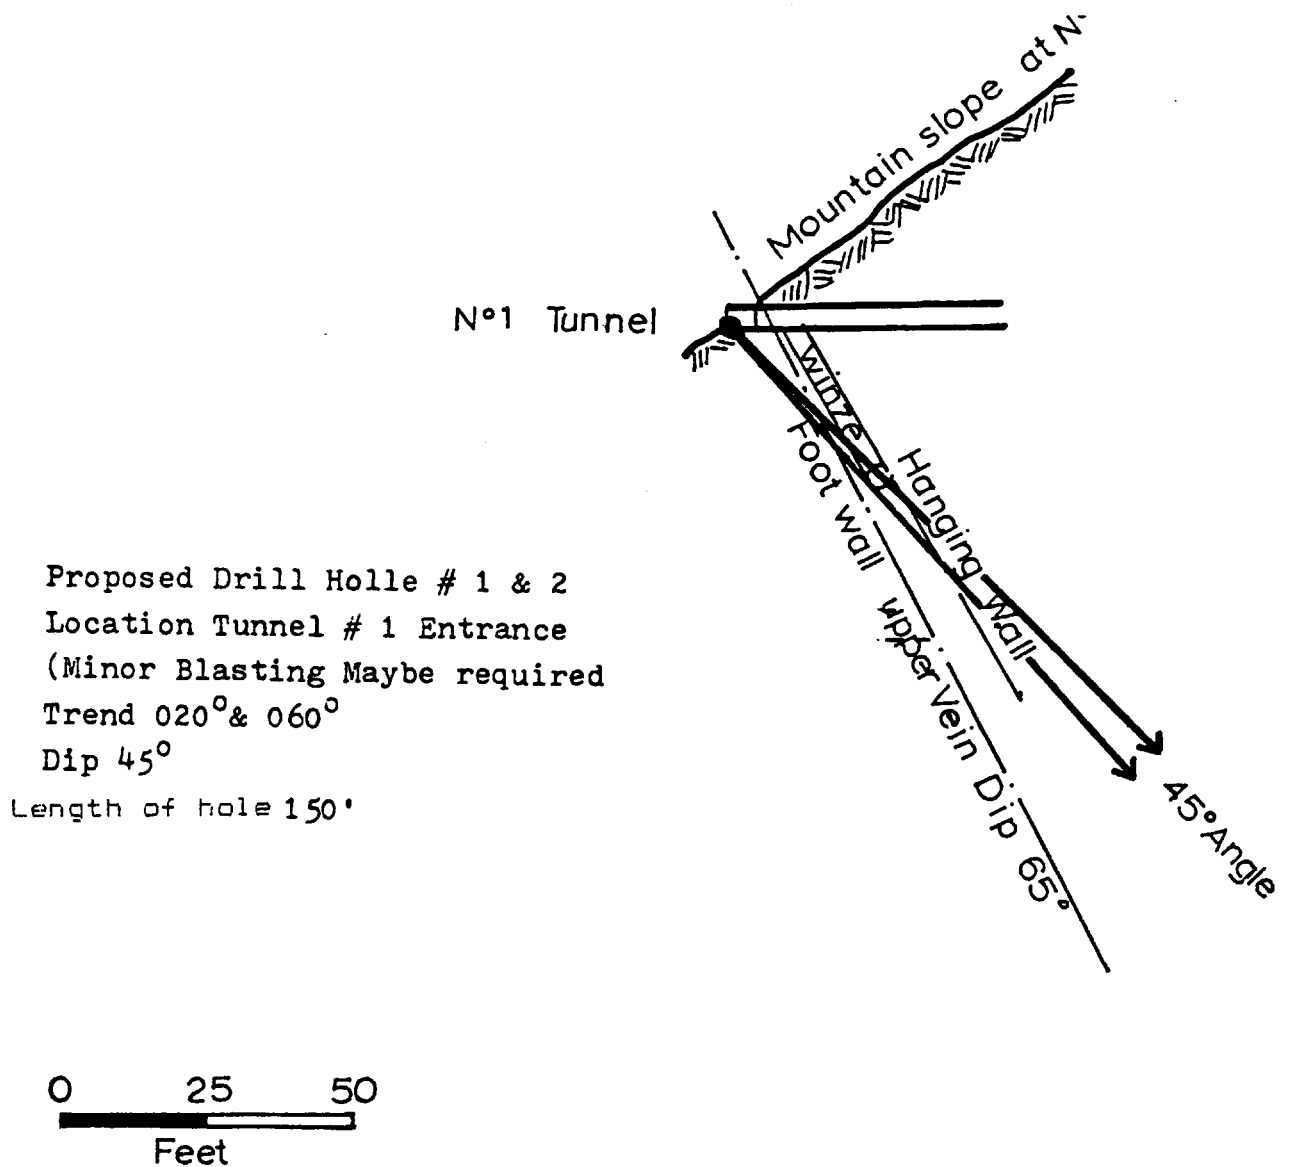 Mountain slope at N
Nº1 Tunnel
winze
Hanging Wall
Foot wall upper Vein Dip 65°
45° Angle
Proposed Drill Holle # 1 & 2
Location Tunnel # 1 Entrance
(Minor Blasting Maybe required
Trend 020° & 060°
Dip 45°
Length of hole 150'
0 25 50
Feet